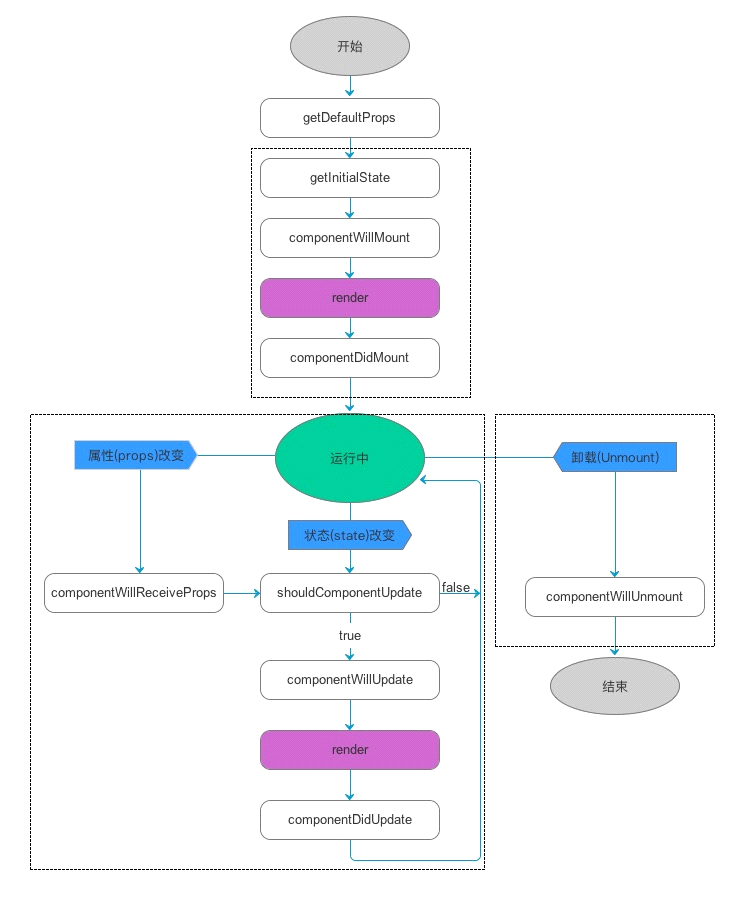 开始
getDefaultProps
getInitialState
componentWillMount
render
componentDidMount
运行中
属性(props)改变
卸载(Unmount)
状态(state)改变
componentWillReceiveProps
shouldComponentUpdate
false
componentWillUnmount
true
componentWillUpdate
结束
render
componentDidUpdate